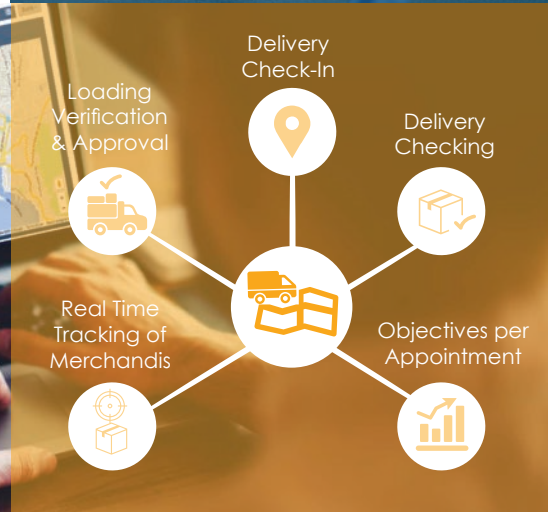 Delivery
Check-In
Loading
Verification
& Approval
Delivery
Checking
Real Time
Tracking of
Merchandis
Objectives per
Appointment